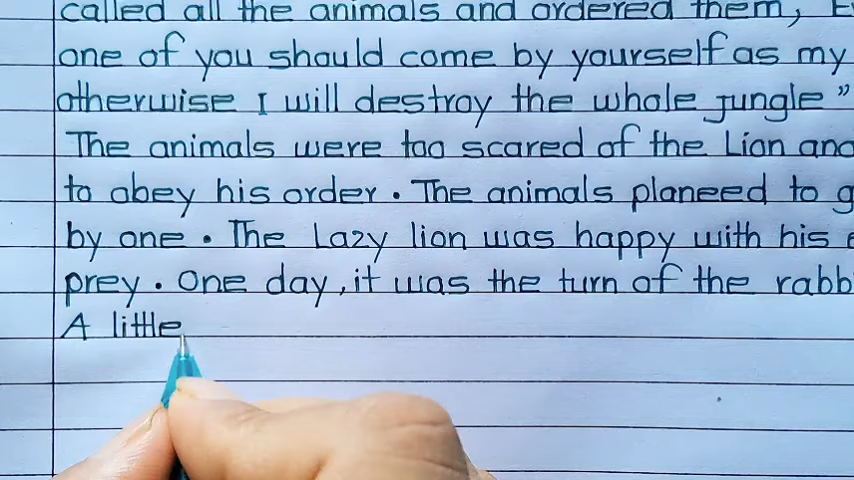 called all the animals and ordered them,
one of you should come by yourself as my
otherwise I will destroy the whole jungle"
The animals were too scared of the Lion and
to obey his order. The animals planeed to
by one. The Lazy lion was happy with his
prey. One day, it was the turn of the
A little